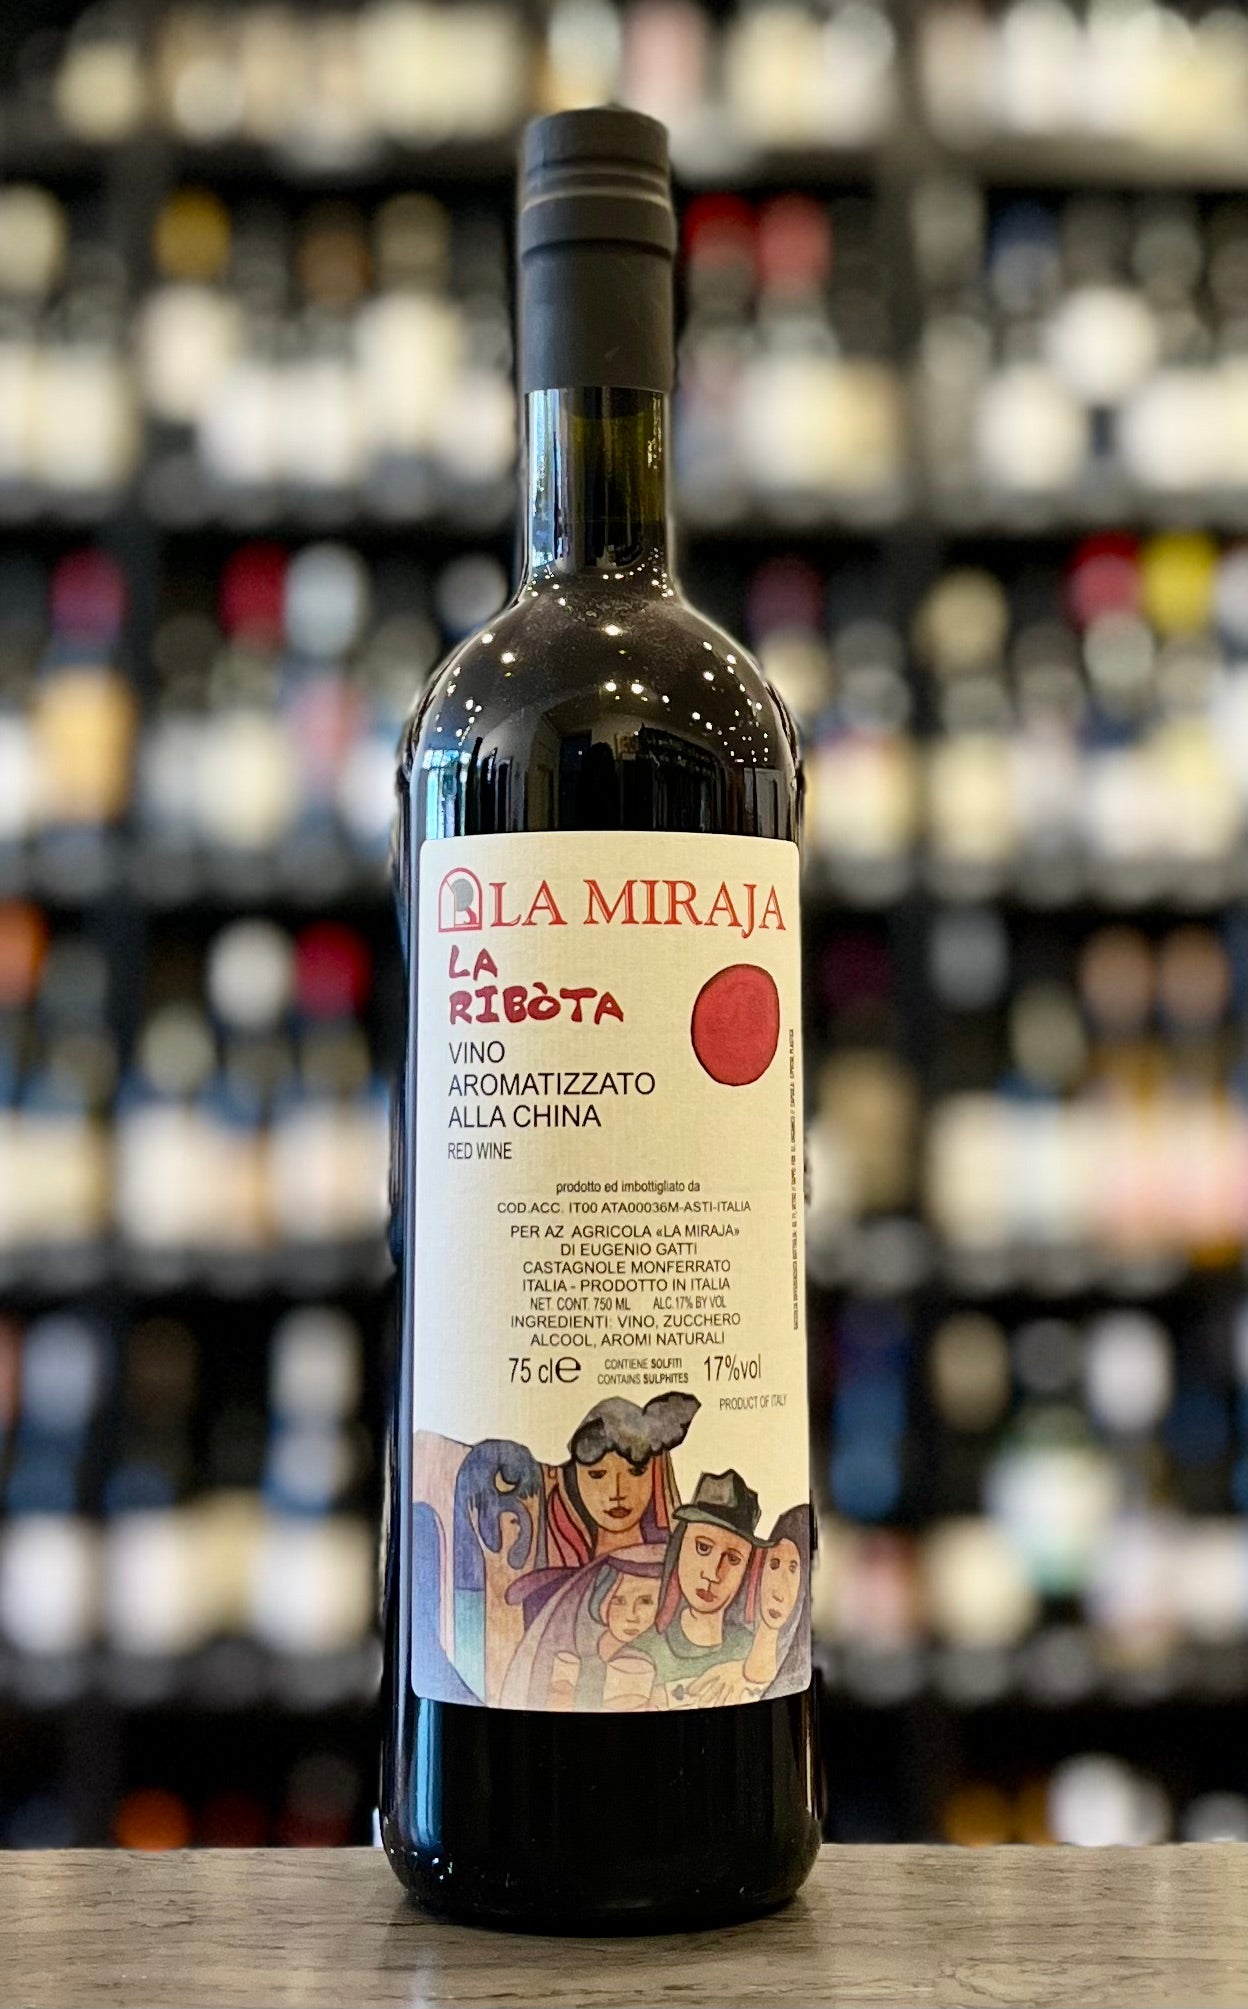 LA MIRAJA
LA
RIBÒTA
VINO
AROMATIZZATO
ALLA CHINA
RED WINE
prodotto ed imbottigliato da
COD.ACC. IT00 ATA00036M-ASTI-ITALIA
PER AZ AGRICOLA «LA MIRAJA»
DI EUGENIO GATTI
CASTAGNOLE MONFERRATO
ITALIA - PRODOTTO IN ITALIA
NET. CONT. 750 ML ALC.17% BY VOL
INGREDIENTI: VINO, ZUCCHERO
ALCOOL, AROMI NATURALI
75 cl e CONTIENE SOLFITI 17%vol
CONTAINS SULPHITES
PRODUCT OF ITALY